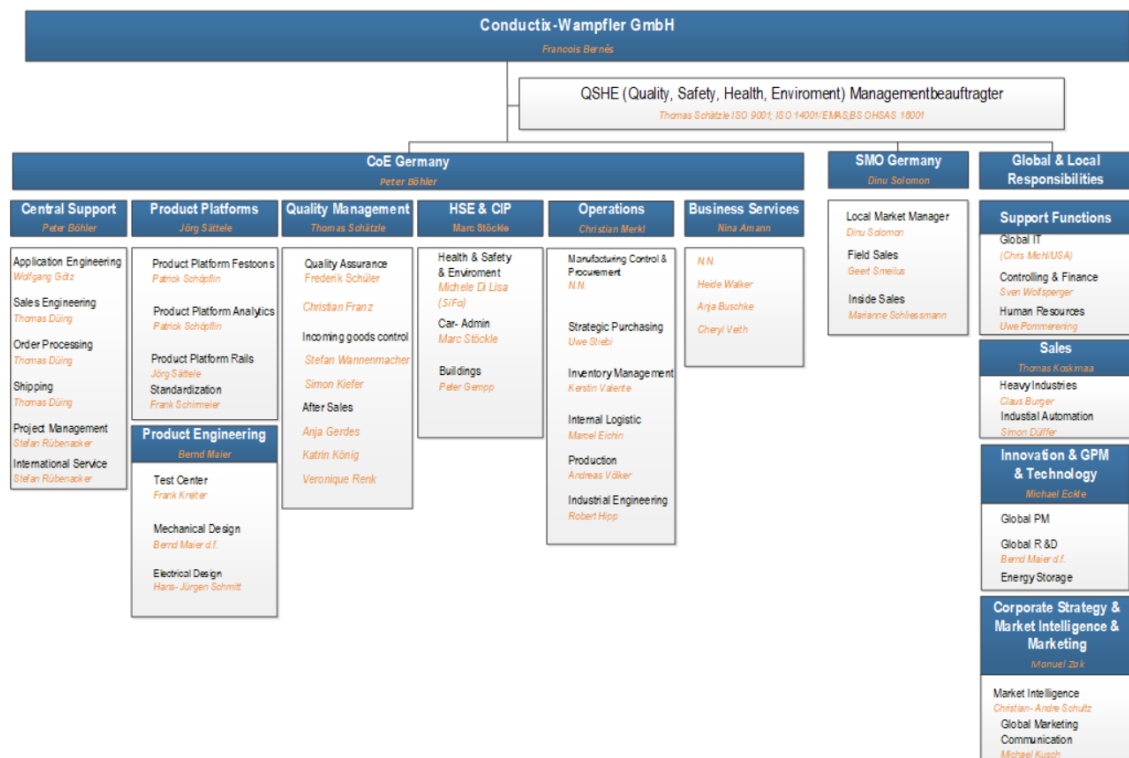 Conductix-Wampfler GmbH
Francois Bernès
QSHE (Quality, Safety, Health, Enviroment) Managementbeauftragter
Thomas Schätzle ISO 9001; ISO 14001/EMAS;BS OHSAS 18001
CoE Germany
Peter Böhler
Central Support
Peter Böhler
Application Engineering
Wolfgang Götz
Sales Engineering
Thomas Düing
Order Processing
Thomas Düing
Shipping
Thomas Düing
Project Management
Stefan Rübenacker
International Service
Stefan Rübenacker
Product Platforms
Jörg Sättele
Product Platform Festoons
Patrick Schöpflin
Product Platform Analytics
Patrick Schöpflin
Product Platform Rails
Jörg Sättele
Standardization
Frank Schirmeier
Product Engineering
Bernd Maier
Test Center
Frank Kreiter
Mechanical Design
Bernd Maier d.f.
Electrical Design
Hans- Jürgen Schmitt
Quality Management
Thomas Schätzle
Quality Assurance
Frederik Schüler
Christian Franz
Incoming goods control
Stefan Wannenmacher
Simon Kiefer
After Sales
Anja Gerdes
Katrin König
Veronique Renk
HSE & CIP
Marc Stöckle
Health & Safety
& Enviroment
Michele Di Lisa
(SiFa)
Car- Admin
Marc Stöckle
Buildings
Peter Gempp
Operations
Christian Merkl
Manufacturing Control &
Procurement
N.N.
Strategic Purchasing
Uwe Stiebi
Inventory Management
Kerstin Valente
Internal Logistic
Marcel Eichin
Production
Andreas Völker
Industrial Engineering
Robert Hipp
Business Services
Nina Amann
N.N.
Heide Walker
Anja Buschke
Cheryl Veith
SMO Germany
Dinu Solomon
Local Market Manager
Dinu Solomon
Field Sales
Geert Smeilus
Inside Sales
Marianne Schliessmann
Global & Local
Responsibilities
Support Functions
Global IT
(Chris Michl/USA)
Controlling & Finance
Sven Wolfsperger
Human Resources
Uwe Pommerening
Sales
Thomas Koskimaa
Heavy Industries
Claus Burger
Industial Automation
Simon Düffer
Innovation & GPM
& Technology
Michael Eckle
Global PM
Global R&D
Bernd Maier d.f.
Energy Storage
Corporate Strategy &
Market Intelligence &
Marketing
Manuel Zak
Market Intelligence
Christian- Andre Schultz
Global Marketing
Communication
Michael Kusch